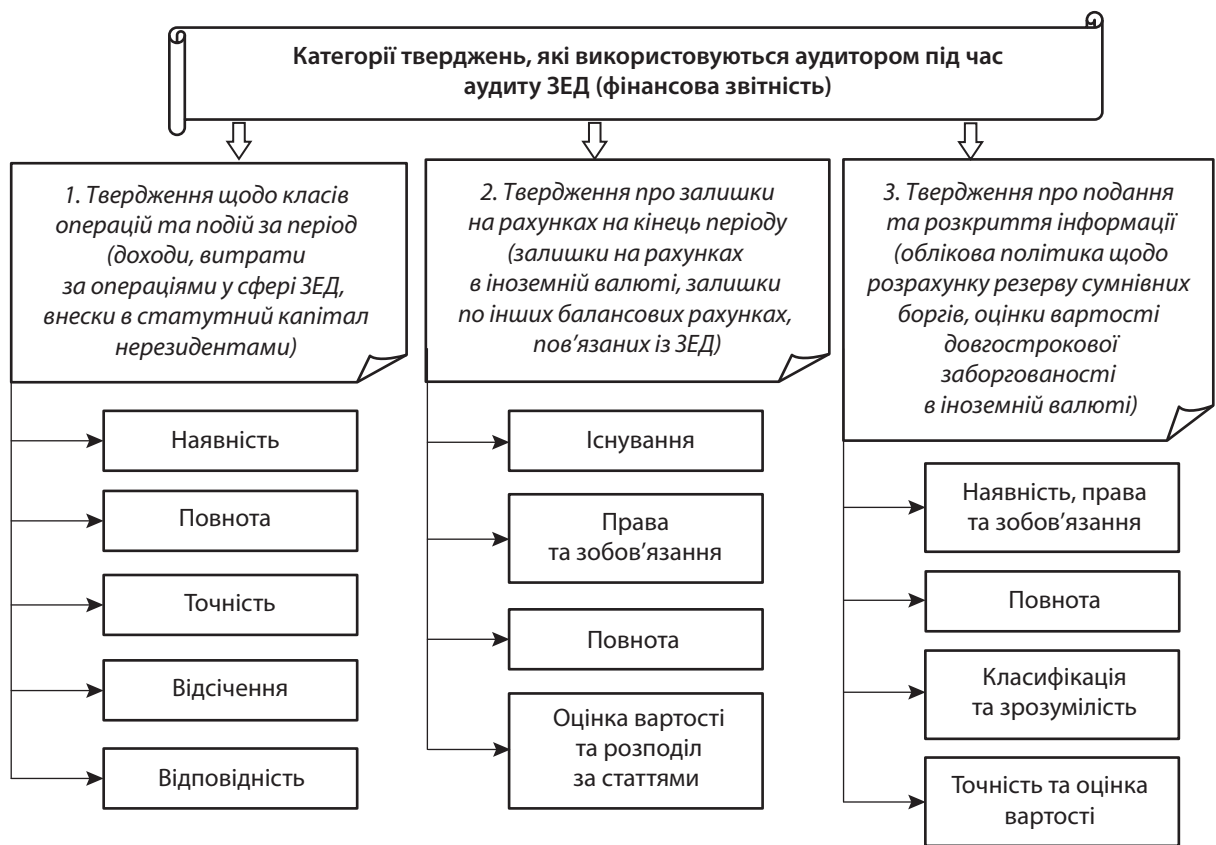 Категорії тверджень, які використовуються аудитором під час
аудиту ЗЕД (фінансова звітність)
1. Твердження щодо класів
операцій та подій за період
(доходи, витрати
за операціями у сфері ЗЕД,
внески в статутний капітал
нерезидентами)
Наявність
Повнота
Точність
Відсічення
Відповідність
2. Твердження про залишки
на рахунках на кінець періоду
(залишки на рахунках
в іноземній валюті, залишки
по інших балансових рахунках,
пов’язаних із ЗЕД)
Існування
Права
та зобов’язання
Повнота
Оцінка вартості
та розподіл
за статтями
3. Твердження про подання
та розкриття інформації
(облікова політика щодо
розрахунку резерву сумнівних
боргів, оцінки вартості
довгострокової
заборгованості
в іноземній валюті)
Наявність, права
та зобов’язання
Повнота
Класифікація
та зрозумілість
Точність та оцінка
вартості